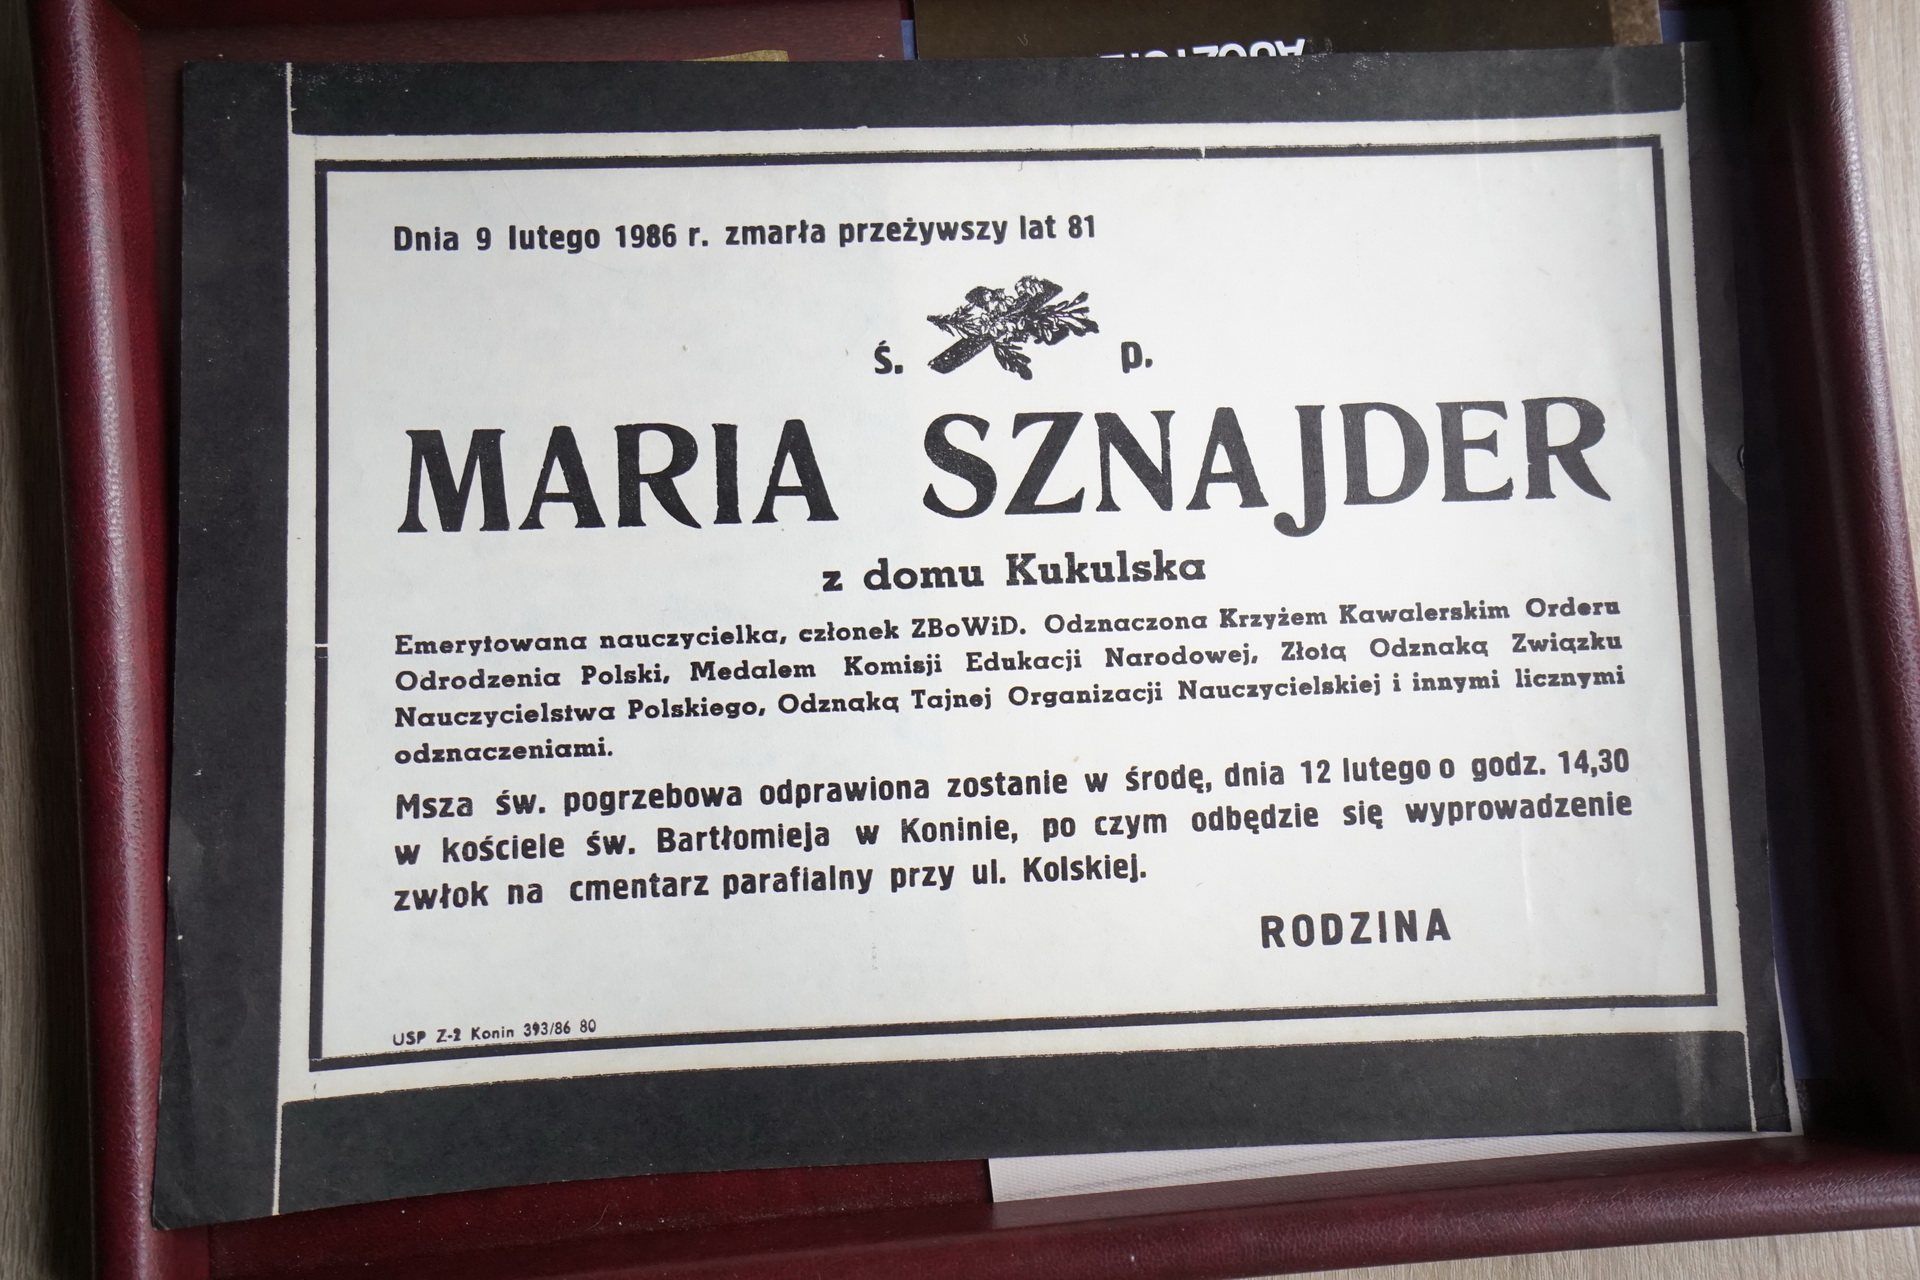 Dnia 9 lutego 1986 r. zmarła przeżywszy lat 81
ś. p.
MARIA SZNAJDER
z domu Kukulska
Emerytowana nauczycielka, członek ZBoWiD. Odznaczona Krzyżem Kawalerskim Orderu
Odrodzenia Polski, Medalem Komisji Edukacji Narodowej, Złotą Odznaką Związku
Nauczycielstwa Polskiego, Odznaką Tajnej Organizacji Nauczycielskiej i innymi licznymi
odznaczeniami.
Msza św. pogrzebowa odprawiona zostanie w środę, dnia 12 lutego o godz. 14,30
w kościele św. Bartłomieja w Koninie, po czym odbędzie się wyprowadzenie
zwłok na cmentarz parafialny przy ul. Kolskiej.
RODZINA
USP Z-2 Konin 393/86 80